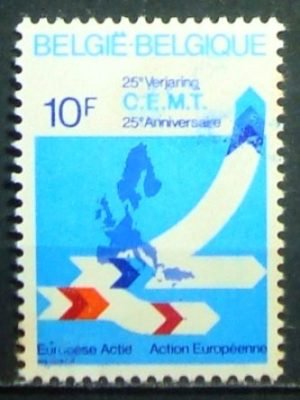 BELGIË·BELGIQUE
25e Verjaring
10F
C.E.M.T.
25e Anniversaire
Europese Actie Action Européenne